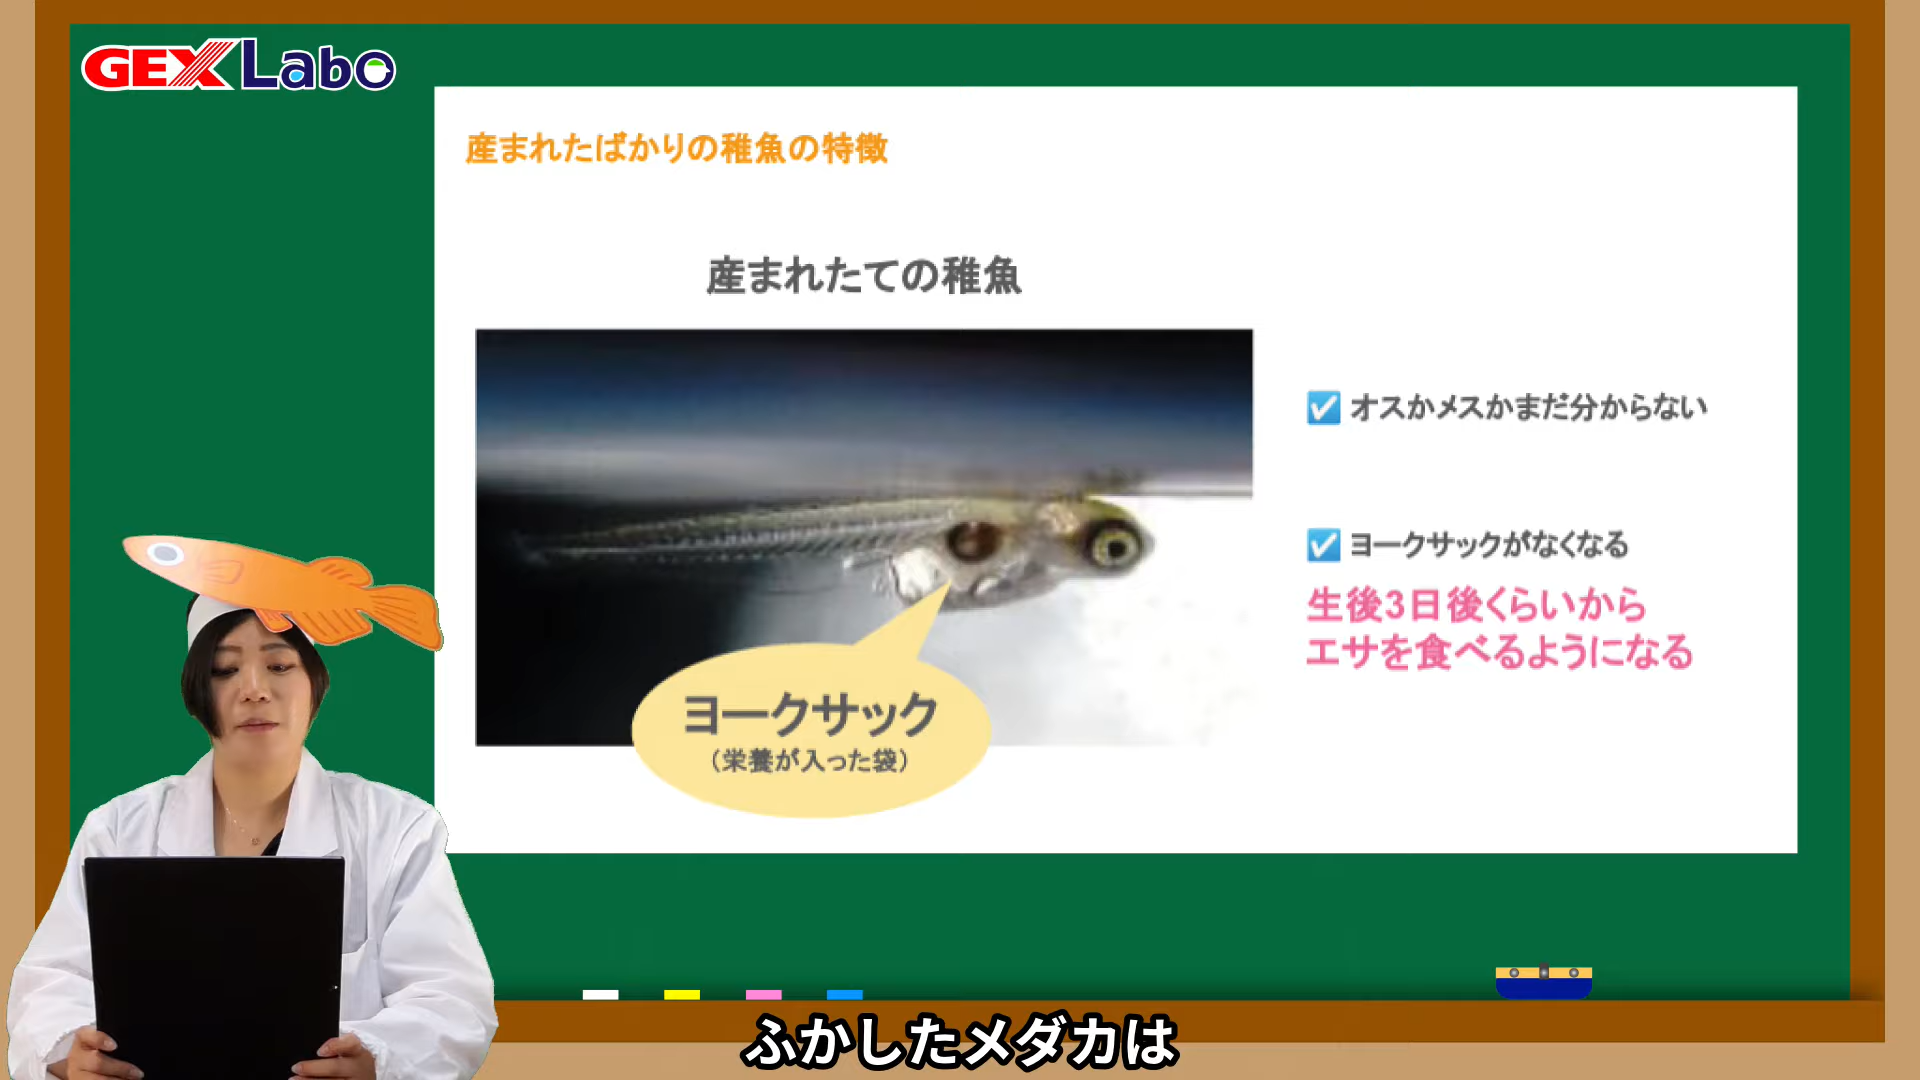 GEX Labo
産まれたばかりの稚魚の特徴
産まれたての稚魚
オスかメスかまだ分からない
ヨークサックがなくなる
生後3日後くらいから
エサを食べるようになる
ヨークサック
（栄養が入った袋）
ふかしたメダカは